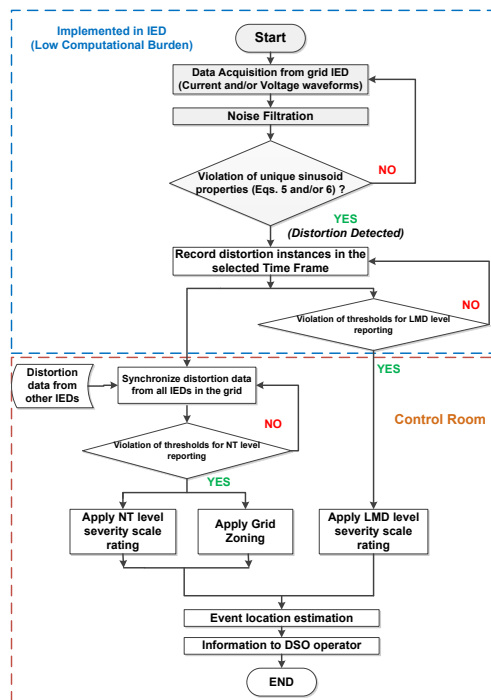 Implemented in IED
(Low Computational Burden)
Start
Data Acquisition from grid IED
(Current and/or Voltage waveforms)
Noise Filtration
Violation of unique sinusoid
properties (Eqs. 5 and/or 6) ?
NO
YES
(Distortion Detected)
Record distortion instances in the
selected Time Frame
Violation of thresholds for LMD level
reporting
NO
YES
Distortion
data from
other IEDs
Synchronize distortion data
from all IEDs in the grid
Control Room
NO
Violation of thresholds for NT level
reporting
YES
Apply NT level
severity scale
rating
Apply Grid
Zoning
Apply LMD level
severity scale
rating
Event location estimation
Information to DSO operator
END